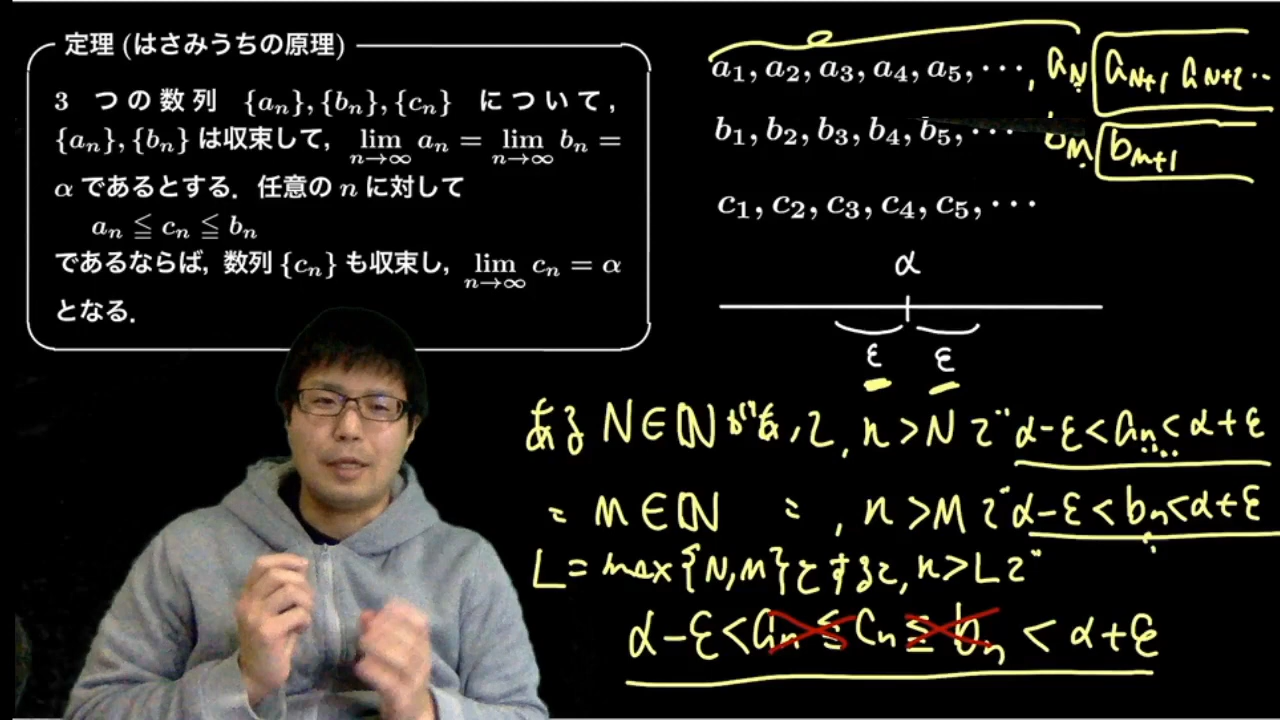 定理 (はさみうちの原理)
3 つの数列 {aₙ}, {bₙ}, {cₙ} について,
{aₙ}, {bₙ} は収束して, lim_{n→∞} aₙ = lim_{n→∞} bₙ =
α であるとする. 任意の n に対して
aₙ ≦ cₙ ≦ bₙ
であるならば, 数列 {cₙ} も収束し, lim_{n→∞} cₙ = α
となる.
a₁, a₂, a₃, a₄, a₅, ⋯, a_N a_{N+1} a_{N+2} ‥
b₁, b₂, b₃, b₄, b₅, ⋯ b_M b_{M+1}
c₁, c₂, c₃, c₄, c₅, ⋯
α
ε ε
ある N∈ℕ があって, n>N で α-ε<aₙ<α+ε
〃 M∈ℕ 〃, n>M で α-ε<bₙ<α+ε
L=max{N,M}とすると, n>Lで
α-ε<aₙ≦cₙ≦bₙ<α+ε